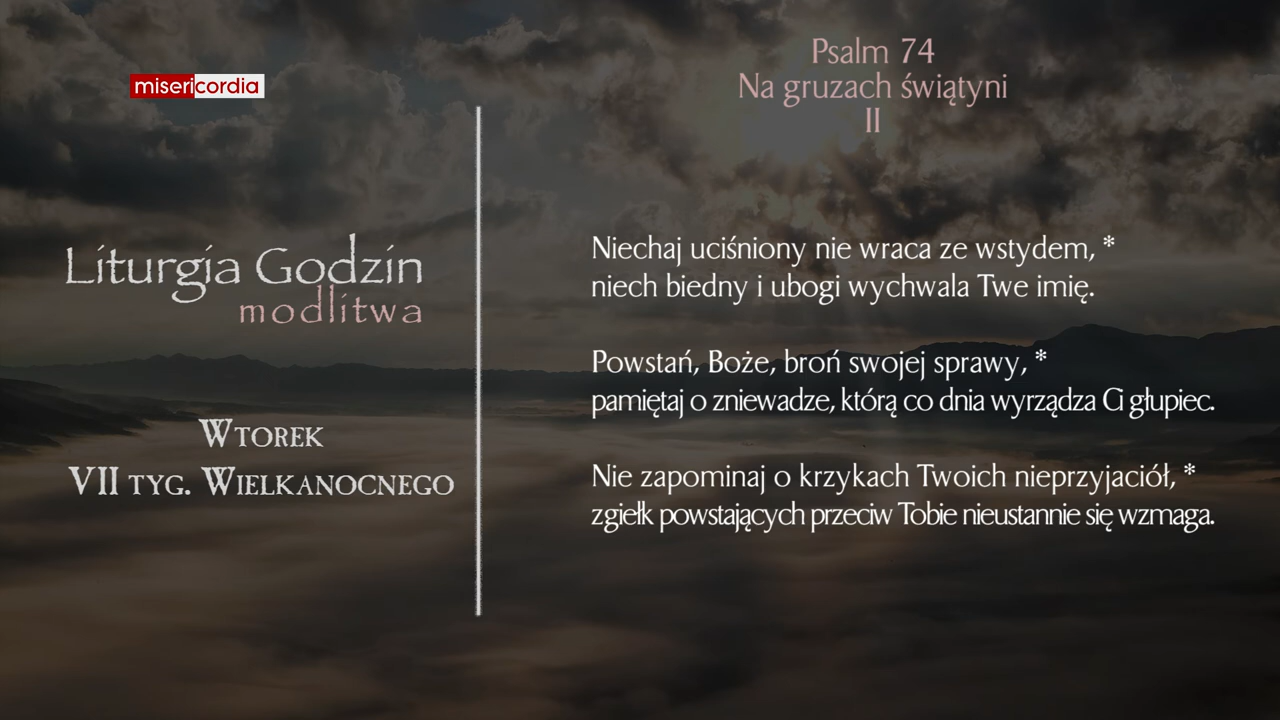 misericordia
Liturgia Godzin
modlitwa
Wtorek
VII tyg. Wielkanocnego
Psalm 74
Na gruzach świątyni
II
Niechaj uciśniony nie wraca ze wstydem, *
niech biedny i ubogi wychwala Twe imię.
Powstań, Boże, broń swojej sprawy, *
pamiętaj o zniewadze, którą co dnia wyrządza Ci głupiec.
Nie zapominaj o krzykach Twoich nieprzyjaciół, *
zgiełk powstających przeciw Tobie nieustannie się wzmaga.